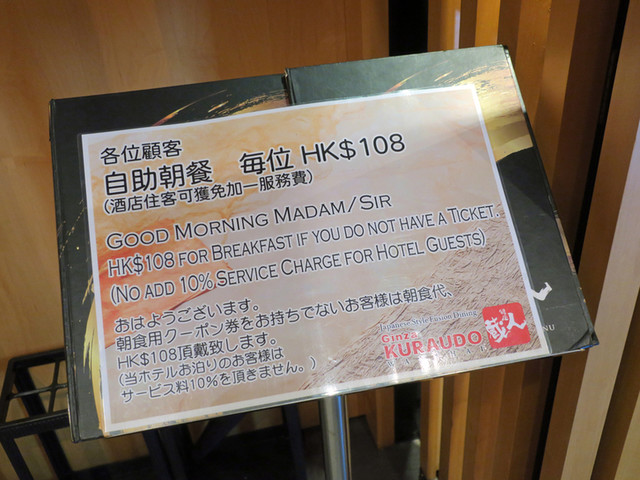 各位顧客
自助朝餐 每位 HK$108
(酒店住客可獲免加一服務費)
GOOD MORNING MADAM/SIR
HK$108 FOR BREAKFAST IF YOU DO NOT HAVE A TICKET.
(NO ADD 10% SERVICE CHARGE FOR HOTEL GUESTS)
おはようございます。
朝食用クーポン券をお持ちでないお客様は朝食代、
HK$108頂戴致します。
(当ホテルお泊りのお客様は
サービス料10%を頂きません。)
Japanese Style Fusion Dining
Ginza
KURAUDO
蔵人